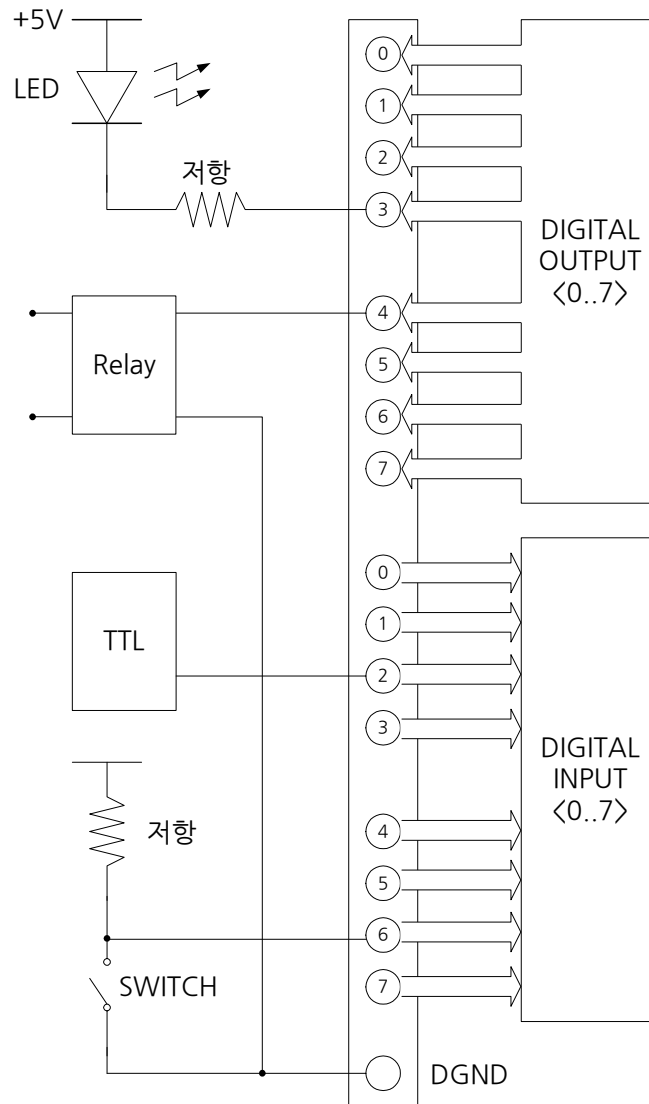 +5V
LED
저항
0
1
2
3
4
5
6
7
DIGITAL
OUTPUT
<0..7>
Relay
TTL
0
1
2
3
4
5
6
7
DIGITAL
INPUT
<0..7>
저항
SWITCH
DGND